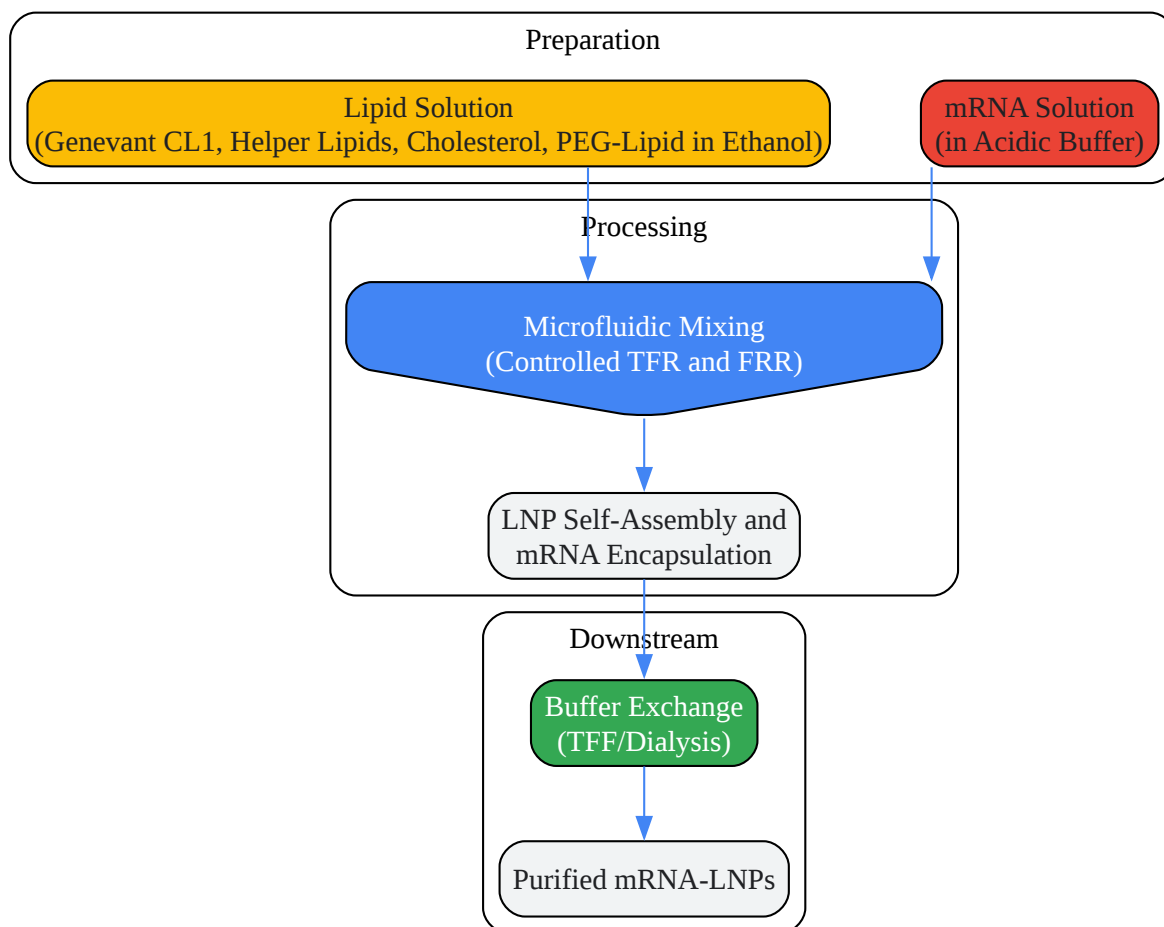 Preparation
Lipid Solution
(Genevant CL1, Helper Lipids, Cholesterol, PEG-Lipid in Ethanol)
mRNA Solution
(in Acidic Buffer)
Processing
Microfluidic Mixing
(Controlled TFR and FRR)
LNP Self-Assembly and
mRNA Encapsulation
Downstream
Buffer Exchange
(TFF/Dialysis)
Purified mRNA-LNPs